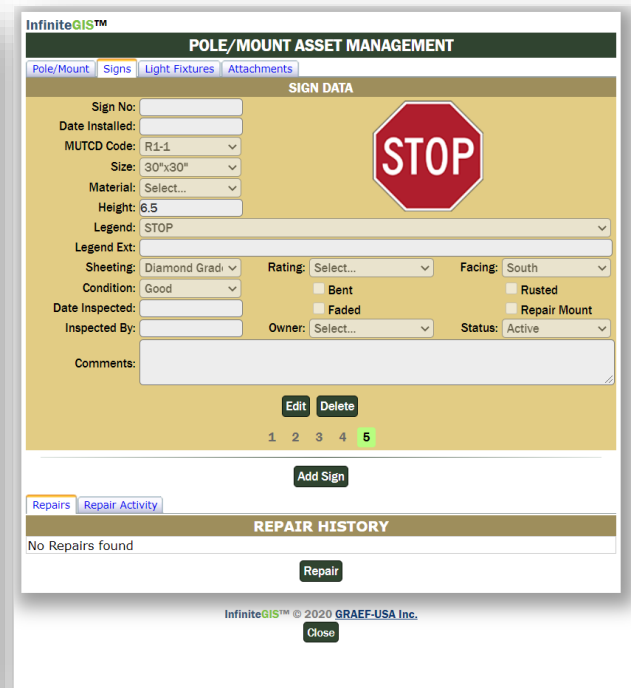 InfiniteGIS™
POLE/MOUNT ASSET MANAGEMENT
Pole/Mount Signs Light Fixtures Attachments
SIGN DATA
Sign No:
Date Installed:
MUTCD Code: R1-1
Size: 30"x30"
Material: Select...
Height: 6.5
STOP
Legend: STOP
Legend Ext:
Sheeting: Diamond Grad Rating: Select... Facing: South
Condition: Good Bent Rusted
Date Inspected: Faded Repair Mount
Inspected By: Owner: Select... Status: Active
Comments:
Edit Delete
1 2 3 4 5
Add Sign
Repairs Repair Activity
REPAIR HISTORY
No Repairs found
Repair
InfiniteGIS™ © 2020 GRAEF-USA Inc.
Close